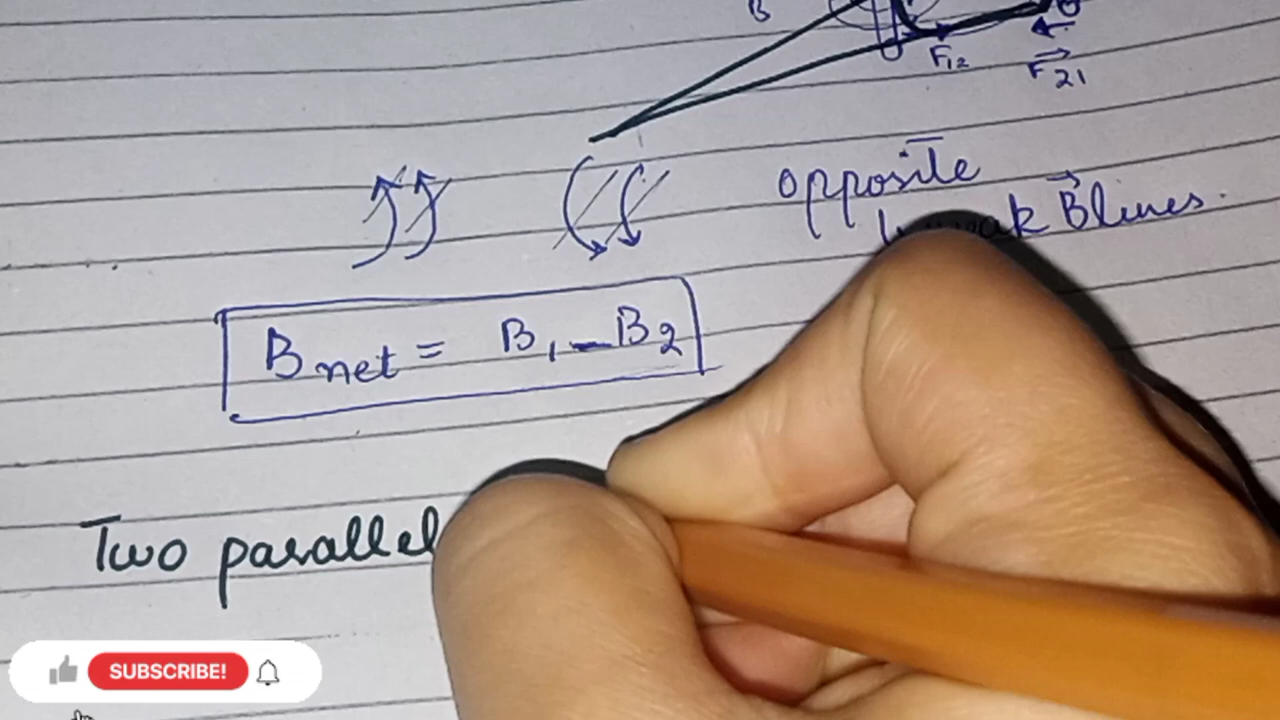 B
F12
F21
opposite
B lines.
Bnet = B1 - B2
Two parallel
SUBSCRIBE!